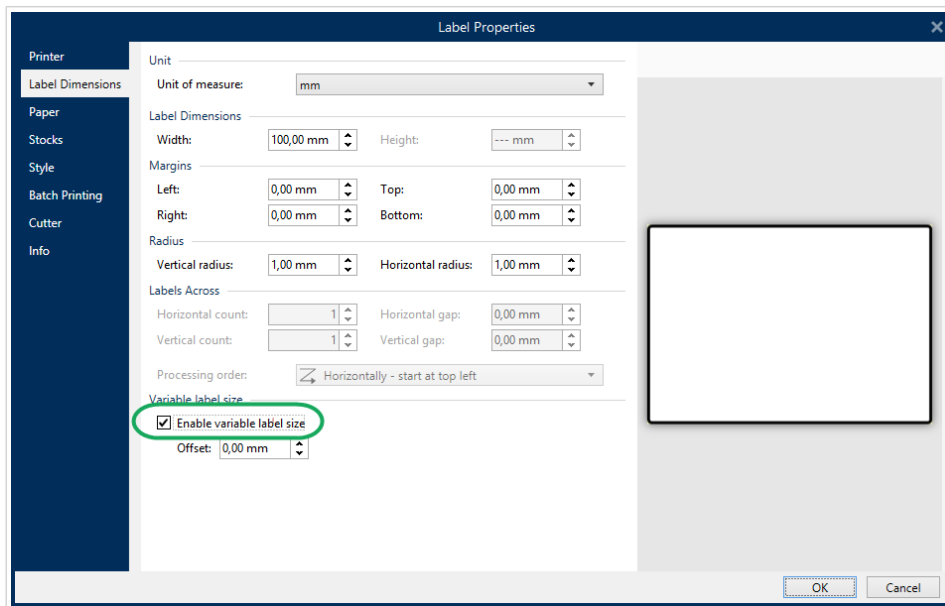 Label Properties
Printer
Label Dimensions
Paper
Stocks
Style
Batch Printing
Cutter
Info
Unit
Unit of measure: mm
Label Dimensions
Width: 100,00 mm Height: --- mm
Margins
Left: 0,00 mm Top: 0,00 mm
Right: 0,00 mm Bottom: 0,00 mm
Radius
Vertical radius: 1,00 mm Horizontal radius: 1,00 mm
Labels Across
Horizontal count: 1 Horizontal gap: 0,00 mm
Vertical count: 1 Vertical gap: 0,00 mm
Processing order: Horizontally - start at top left
Variable label size
Enable variable label size
Offset: 0,00 mm
OK Cancel